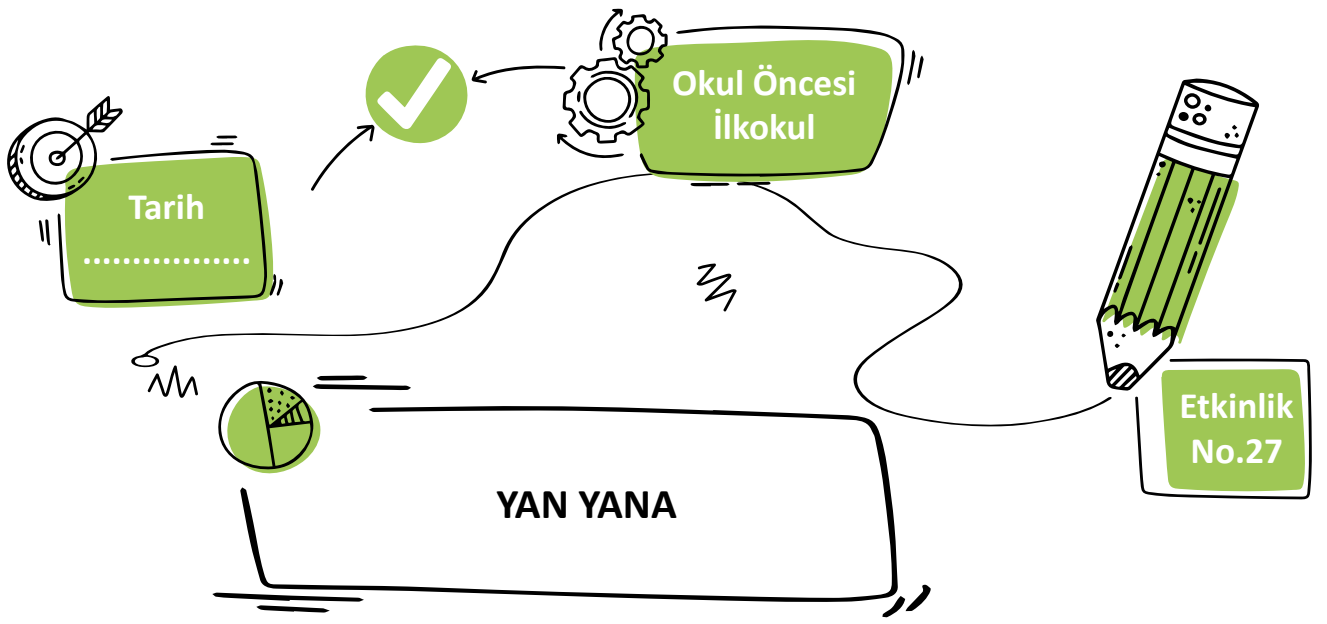 Okul Öncesi
İlkokul
Tarih
.................
Etkinlik
No.27
YAN YANA